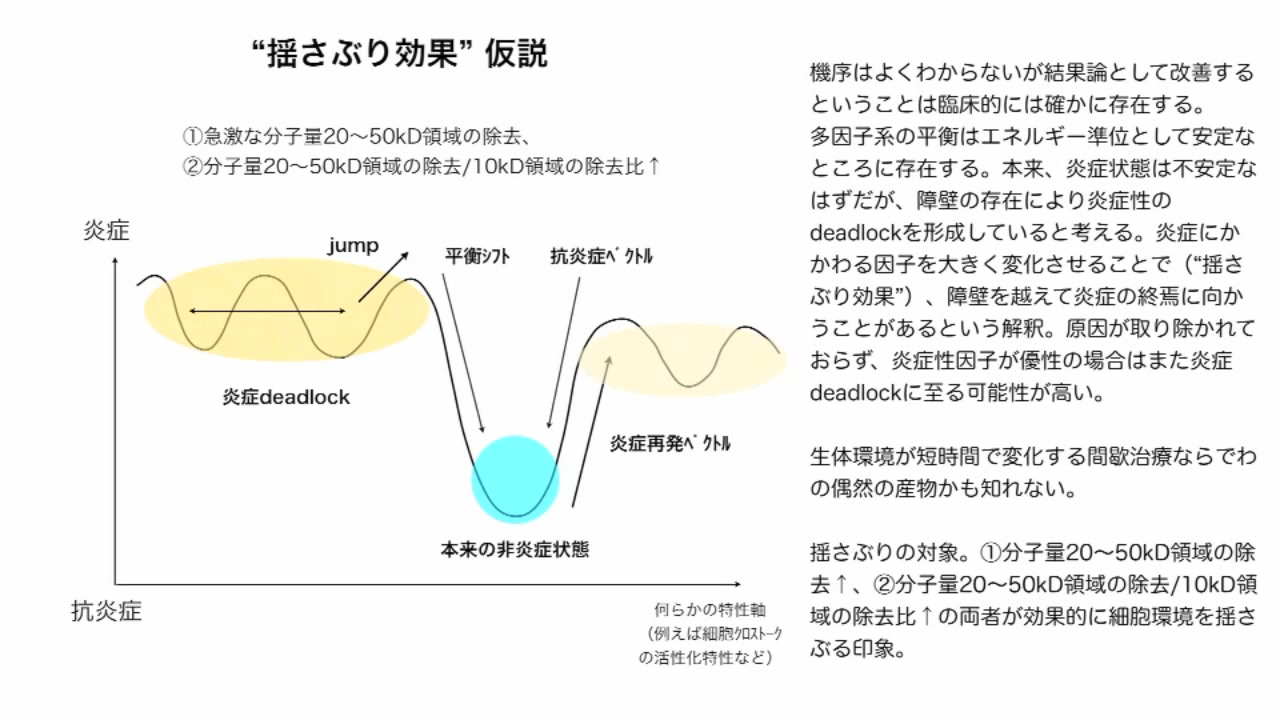 “揺さぶり効果” 仮説
①急激な分子量20〜50kD領域の除去、
②分子量20〜50kD領域の除去/10kD領域の除去比↑
炎症
jump
平衡ｼﾌﾄ
抗炎症ﾍﾞｸﾄﾙ
炎症deadlock
炎症再発ﾍﾞｸﾄﾙ
本来の非炎症状態
抗炎症
何らかの特性軸
（例えば細胞ｸﾛｽﾄｰｸ
の活性化特性など）
機序はよくわからないが結果論として改善する
ということは臨床的には確かに存在する。
多因子系の平衡はエネルギー準位として安定な
ところに存在する。本来、炎症状態は不安定な
はずだが、障壁の存在により炎症性の
deadlockを形成していると考える。炎症にか
かわる因子を大きく変化させることで（“揺さ
ぶり効果”）、障壁を越えて炎症の終焉に向か
うことがあるという解釈。原因が取り除かれて
おらず、炎症性因子が優性の場合はまた炎症
deadlockに至る可能性が高い。
生体環境が短時間で変化する間歇治療ならでわ
の偶然の産物かも知れない。
揺さぶりの対象。①分子量20〜50kD領域の除
去↑、②分子量20〜50kD領域の除去/10kD領
域の除去比↑の両者が効果的に細胞環境を揺さ
ぶる印象。